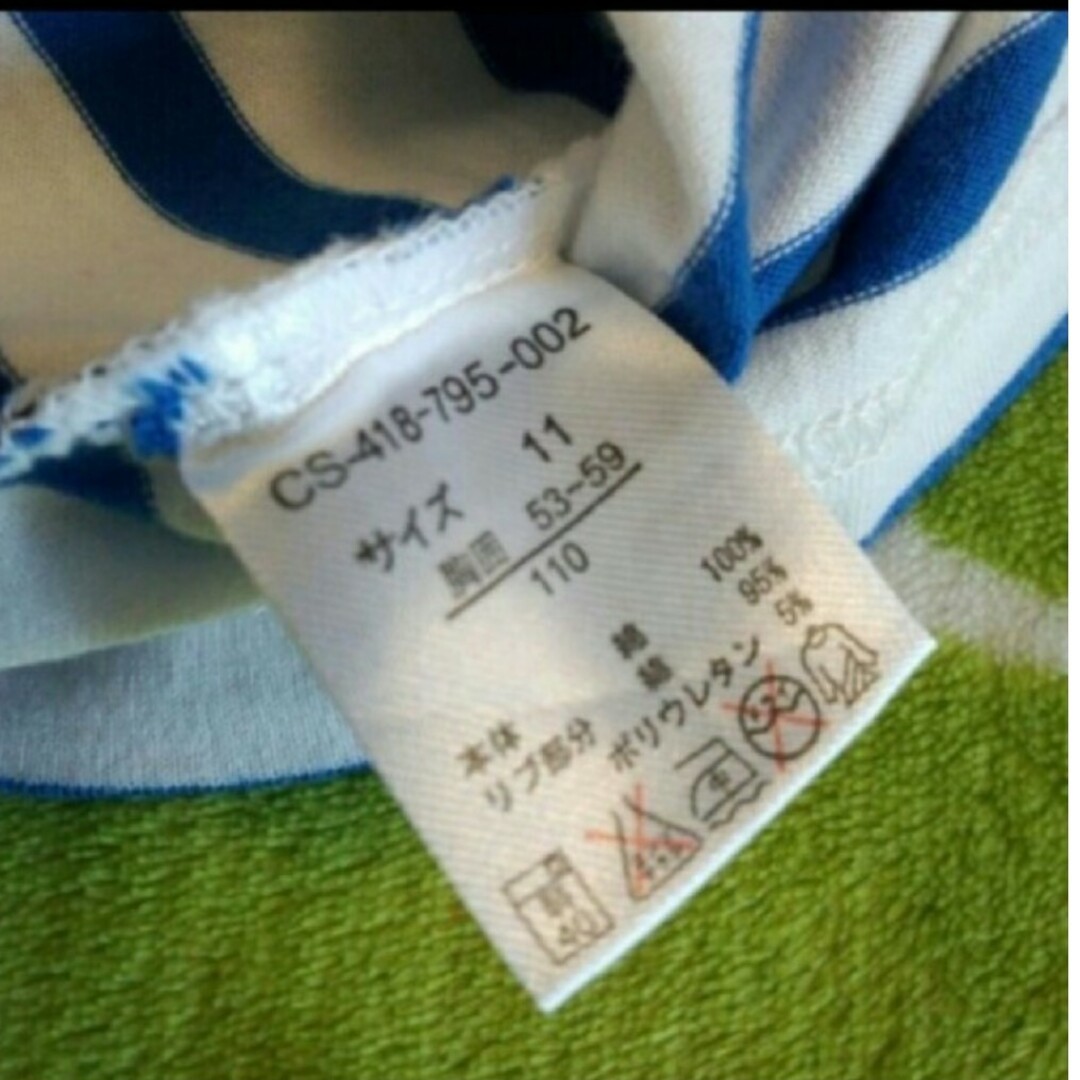 CS-418-795-002
サイズ 11
胸囲 53-59
110
本体 綿 100%
リブ部分 綿 95%
ポリウレタン 5%
40